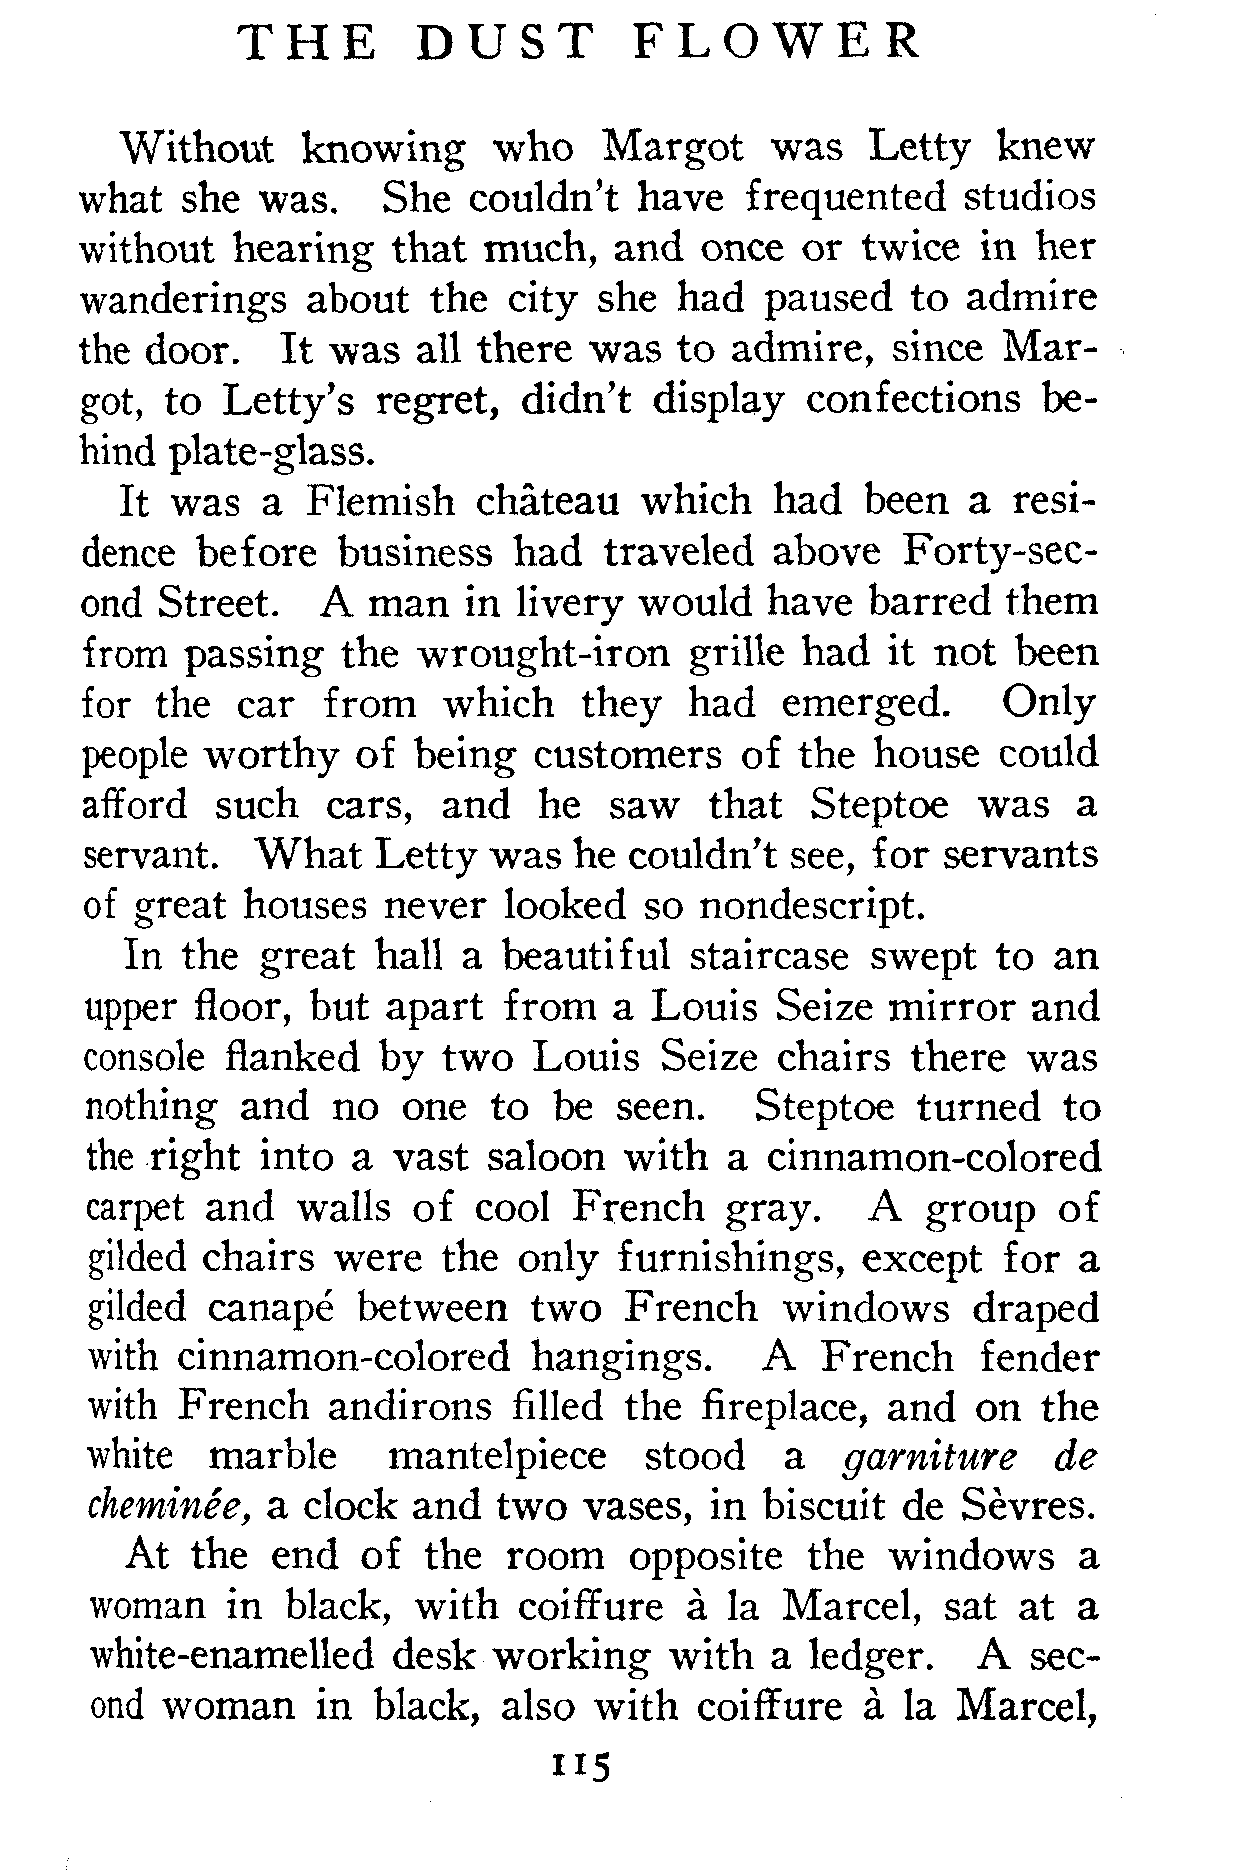 THE DUST FLOWER
Without knowing who Margot was Letty knew
what she was. She couldn't have frequented studios
without hearing that much, and once or twice in her
wanderings about the city she had paused to admire
the door. It was all there was to admire, since Mar-
got, to Letty's regret, didn't display confections be-
hind plate-glass.
It was a Flemish château which had been a resi-
dence before business had traveled above Forty-sec-
ond Street. A man in livery would have barred them
from passing the wrought-iron grille had it not been
for the car from which they had emerged. Only
people worthy of being customers of the house could
afford such cars, and he saw that Steptoe was a
servant. What Letty was he couldn't see, for servants
of great houses never looked so nondescript.
In the great hall a beautiful staircase swept to an
upper floor, but apart from a Louis Seize mirror and
console flanked by two Louis Seize chairs there was
nothing and no one to be seen. Steptoe turned to
the right into a vast saloon with a cinnamon-colored
carpet and walls of cool French gray. A group of
gilded chairs were the only furnishings, except for a
gilded canapé between two French windows draped
with cinnamon-colored hangings. A French fender
with French andirons filled the fireplace, and on the
white marble mantelpiece stood a garniture de
cheminée, a clock and two vases, in biscuit de Sèvres.
At the end of the room opposite the windows a
woman in black, with coiffure à la Marcel, sat at a
white-enamelled desk working with a ledger. A sec-
ond woman in black, also with coiffure à la Marcel,
115